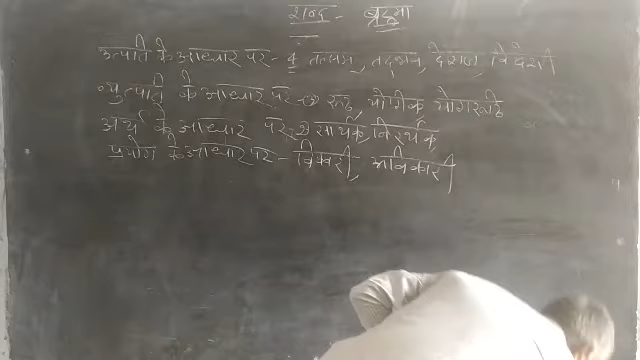 शब्द - ब्रह्मा
उत्पति के आधार पर - 4 तत्सम, तद्भव, देशज, विदेशी
व्युत्पति के आधार पर - ③ रूढ़, यौगिक, योगरूढ़ि
अर्थ के आधार पर - 2 सार्थक, निरर्थक,
प्रयोग के आधार पर - विकारी, अविकारी